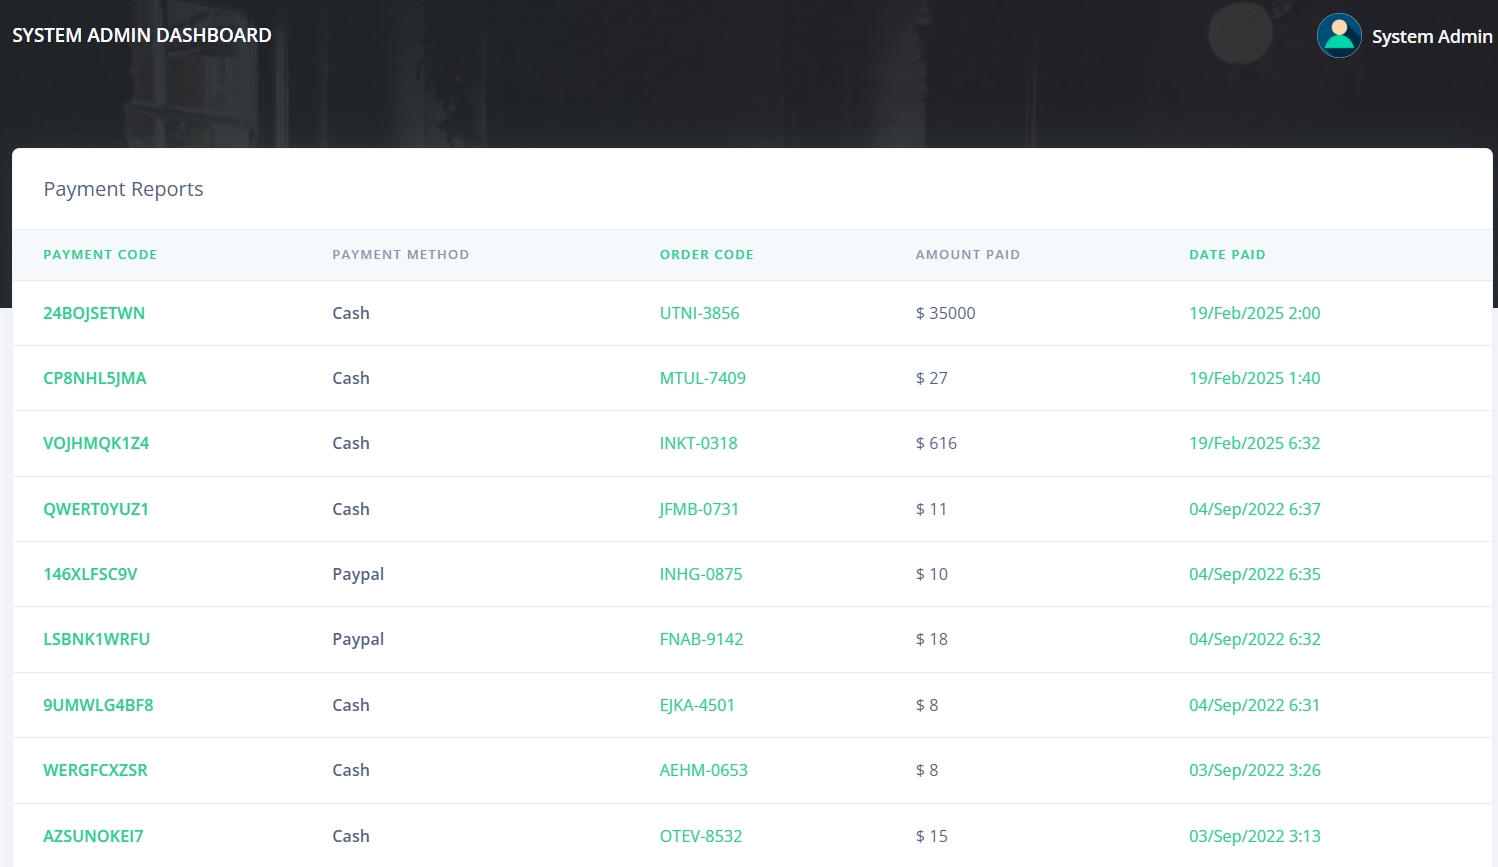 SYSTEM ADMIN DASHBOARD
System Admin
Payment Reports
PAYMENT CODE PAYMENT METHOD ORDER CODE AMOUNT PAID DATE PAID
24BOJSETWN Cash UTNI-3856 $ 35000 19/Feb/2025 2:00
CP8NHL5JMA Cash MTUL-7409 $ 27 19/Feb/2025 1:40
VOJHMQK1Z4 Cash INKT-0318 $ 616 19/Feb/2025 6:32
QWERT0YUZ1 Cash JFMB-0731 $ 11 04/Sep/2022 6:37
146XLFSC9V Paypal INHG-0875 $ 10 04/Sep/2022 6:35
LSBNK1WRFU Paypal FNAB-9142 $ 18 04/Sep/2022 6:32
9UMWLG4BF8 Cash EJKA-4501 $ 8 04/Sep/2022 6:31
WERGFCXZSR Cash AEHM-0653 $ 8 03/Sep/2022 3:26
AZSUNOKEI7 Cash OTEV-8532 $ 15 03/Sep/2022 3:13